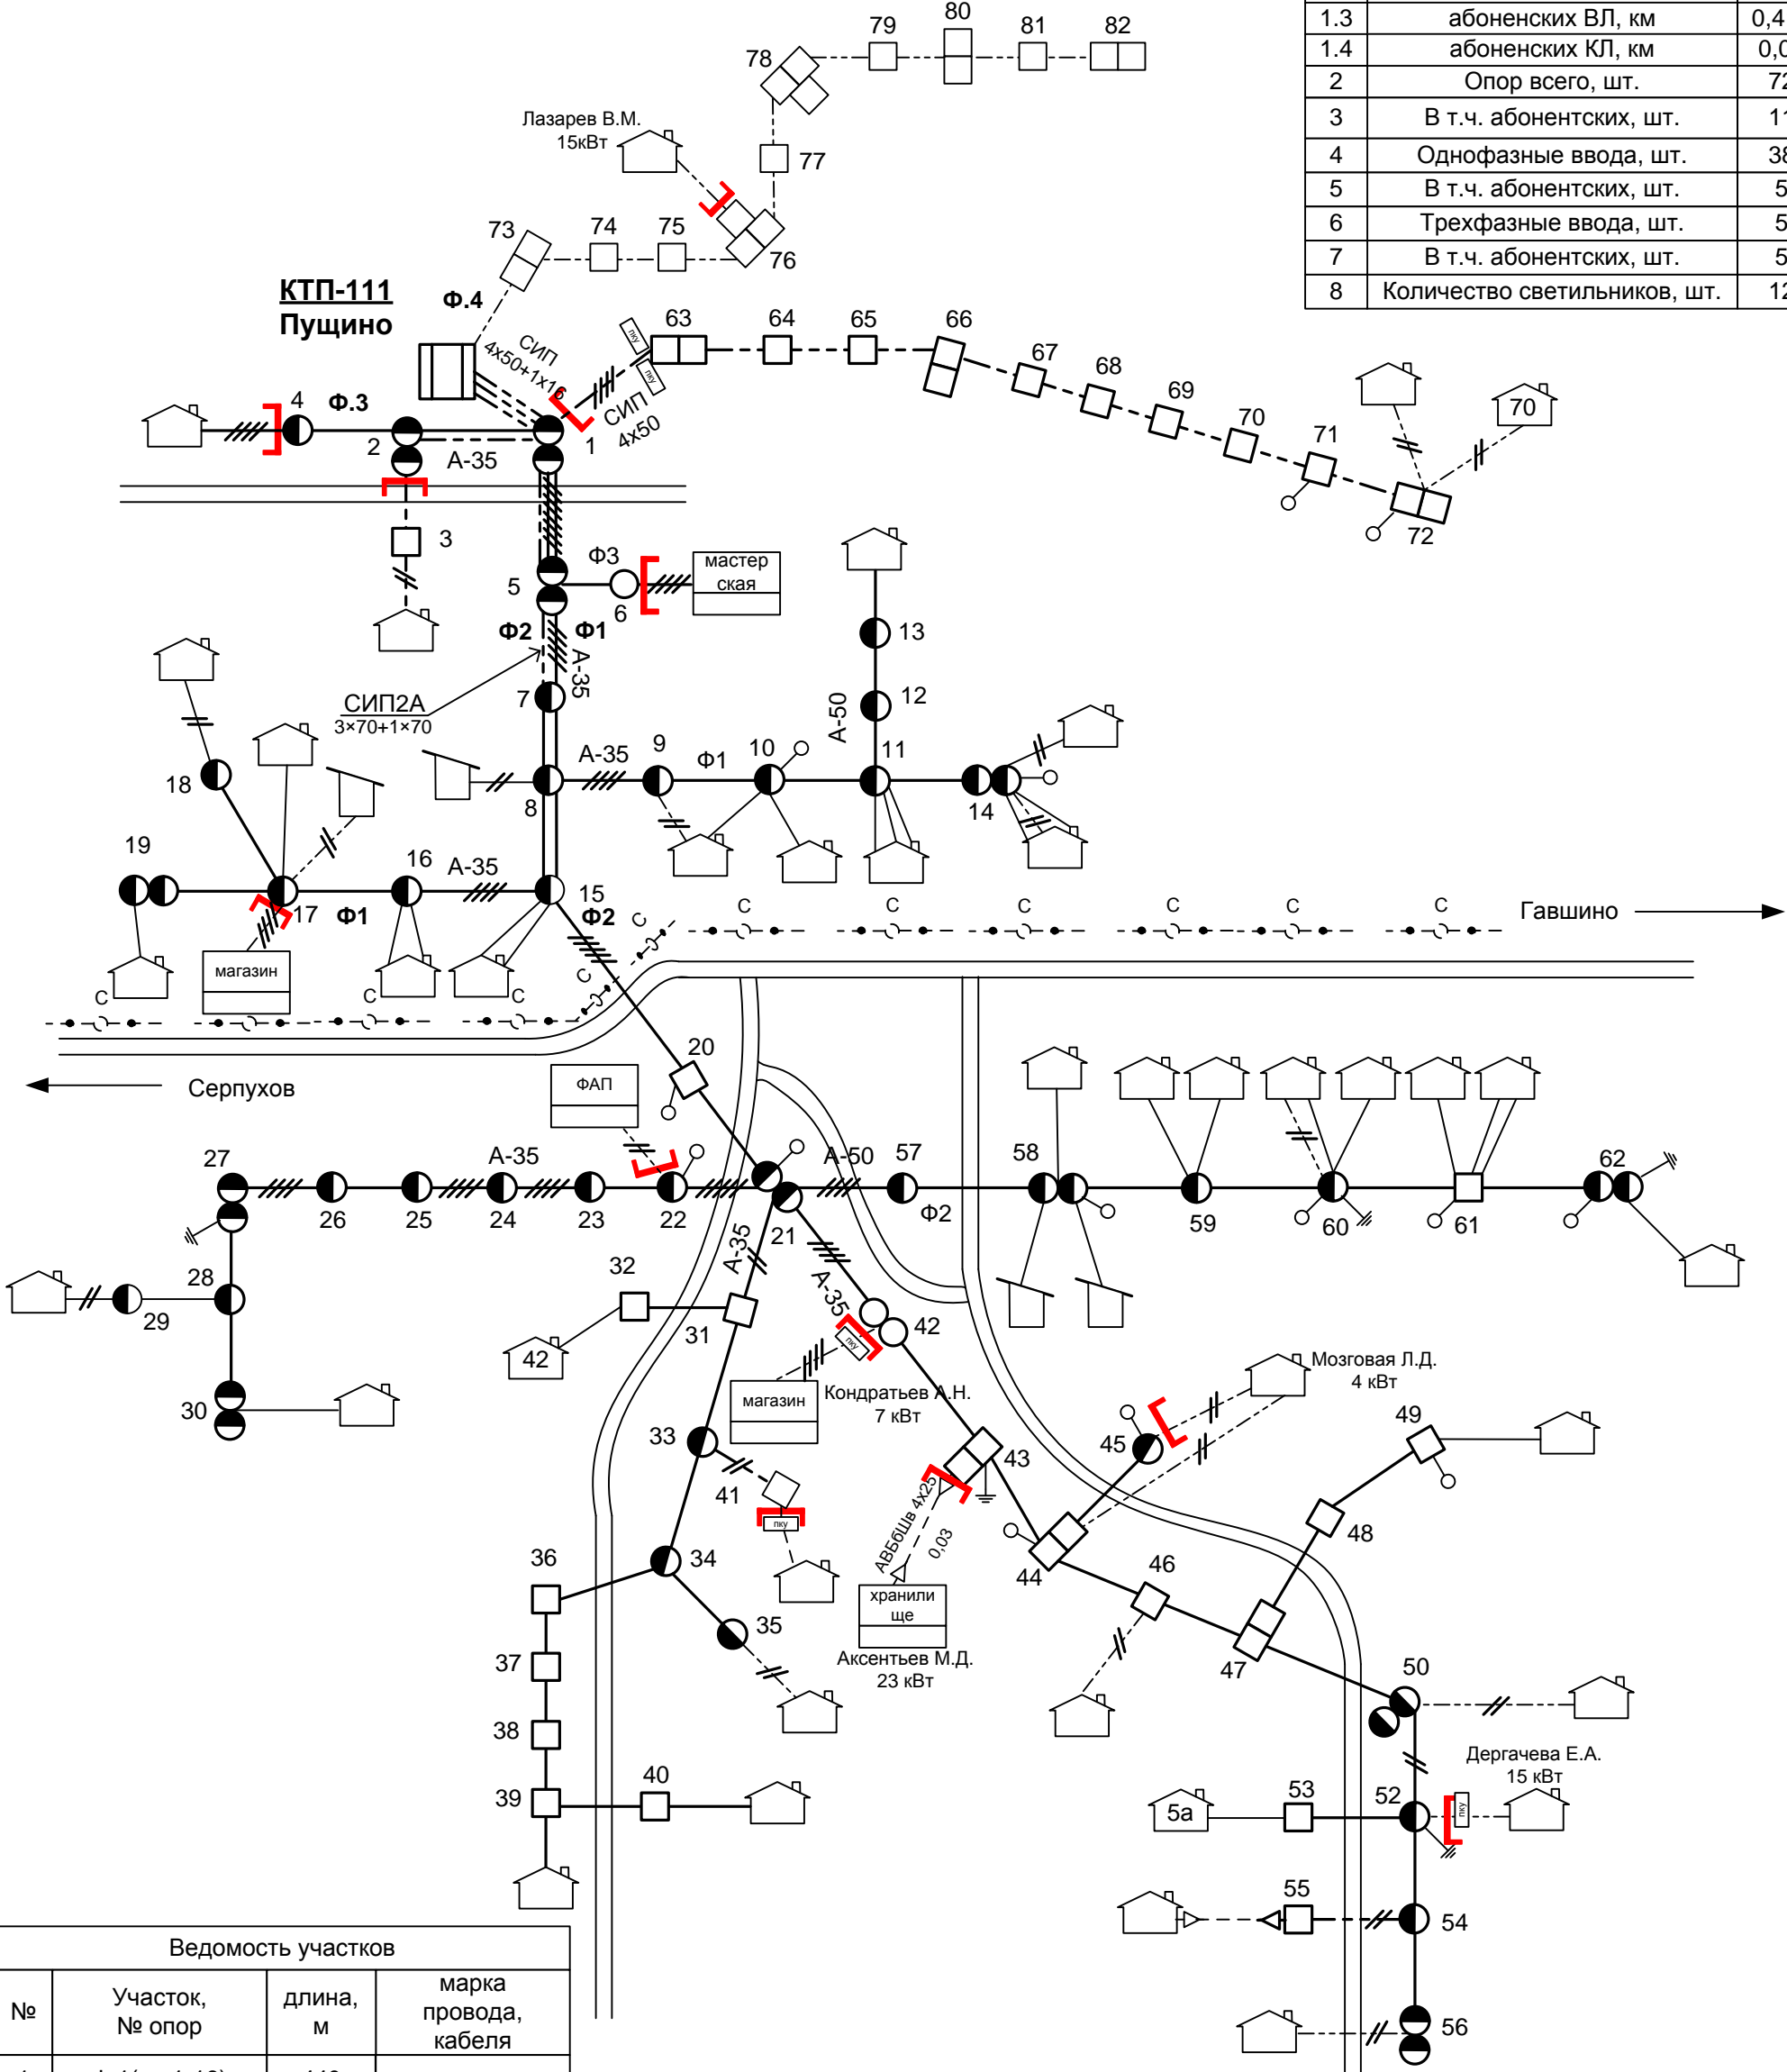 1.3 абоненских ВЛ, км 0,4
1.4 абоненских КЛ, км 0,0
2 Опор всего, шт. 72
3 В т.ч. абонентских, шт. 11
4 Однофазные ввода, шт. 38
5 В т.ч. абонентских, шт. 5
6 Трехфазные ввода, шт. 5
7 В т.ч. абонентских, шт. 5
8 Количество светильников, шт. 12
78
79
80
81
82
Лазарев В.М.
15кВт
77
73
74
75
76
КТП-111
Пущино
Ф.4
СИП
4х50+1х16
пку
пку
СИП
4х50
63
64
65
66
67
68
69
70
71
72
70
4
Ф.3
2
А-35
1
3
5
Ф3
6
мастер
ская
Ф2
Ф1
А-35
7
СИП2А
3×70+1×70
13
12
А-50
11
18
8
А-35
9
Ф1
10
14
19
17
16
А-35
Ф1
15
Ф2
магазин
С
С
С
С
С
С
С
С
С
С
С
С
Гавшино
Серпухов
20
ФАП
27
26
25
А-35
24
23
22
21
А-50
57
Ф2
58
59
60
61
62
28
29
30
А-35
32
31
42
А-35
42
пку
магазин
Кондратьев А.Н.
7 кВт
33
41
пку
34
35
36
37
38
39
40
43
АВБбШв 4х25
0,03
хранили
ще
Аксентьев М.Д.
23 кВт
44
45
Мозговая Л.Д.
4 кВт
46
47
48
49
50
Дергачева Е.А.
15 кВт
52
пку
53
5а
54
55
56
Ведомость участков
№
Участок,
№ опор
длина,
м
марка
провода,
кабеля